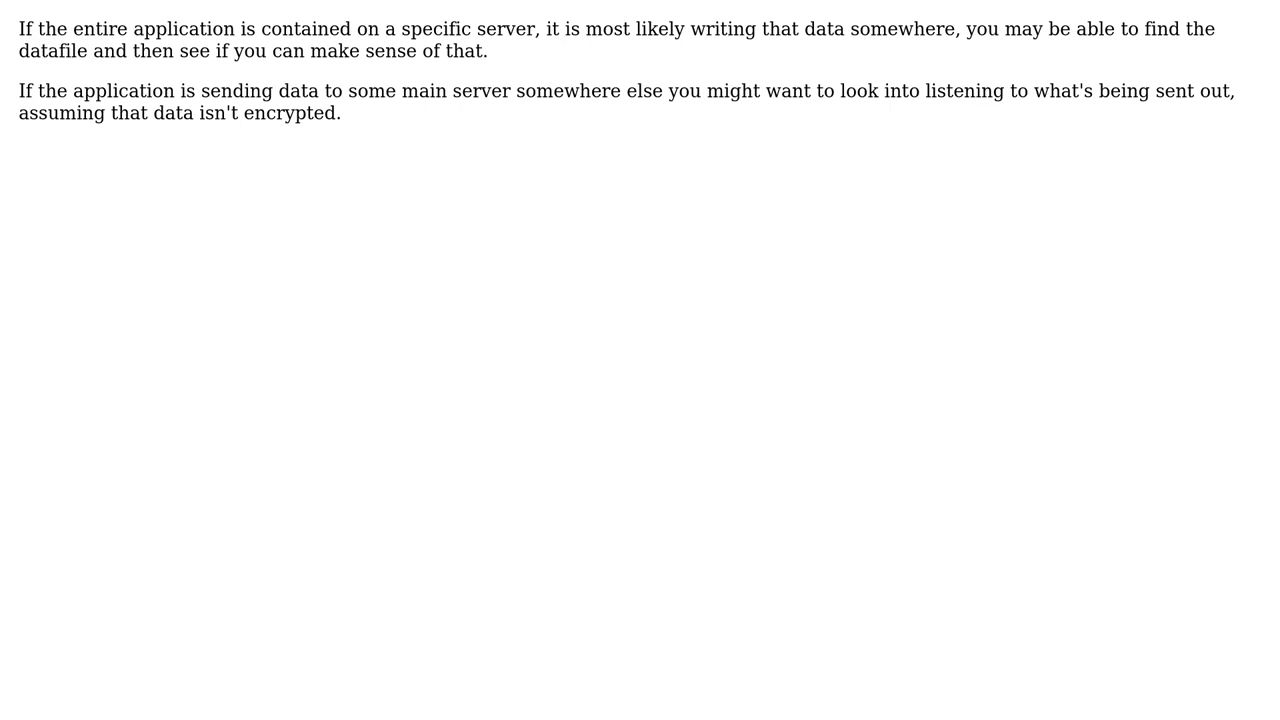 If the entire application is contained on a specific server, it is most likely writing that data somewhere, you may be able to find the
datafile and then see if you can make sense of that.
If the application is sending data to some main server somewhere else you might want to look into listening to what's being sent out,
assuming that data isn't encrypted.